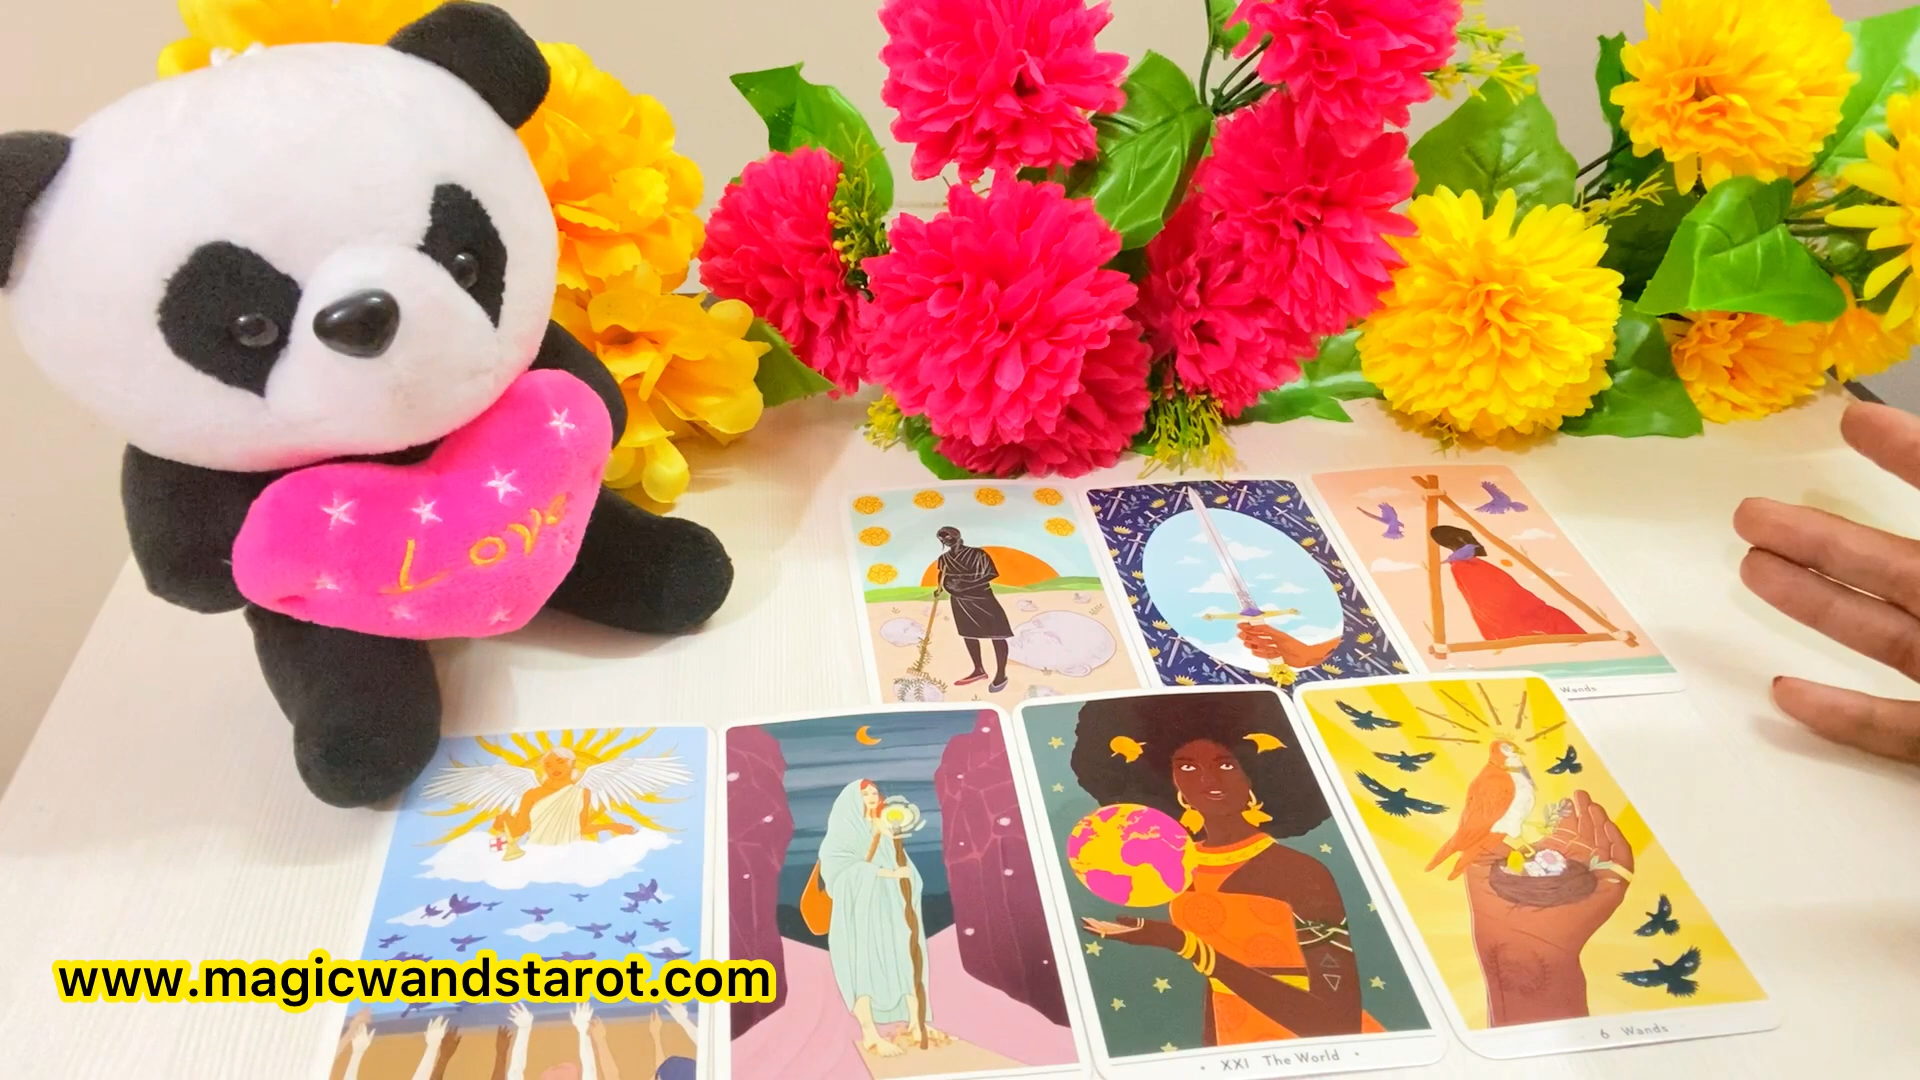 Love
Wands
www.magicwandstarot.com
6 Wands
• XXI The World •